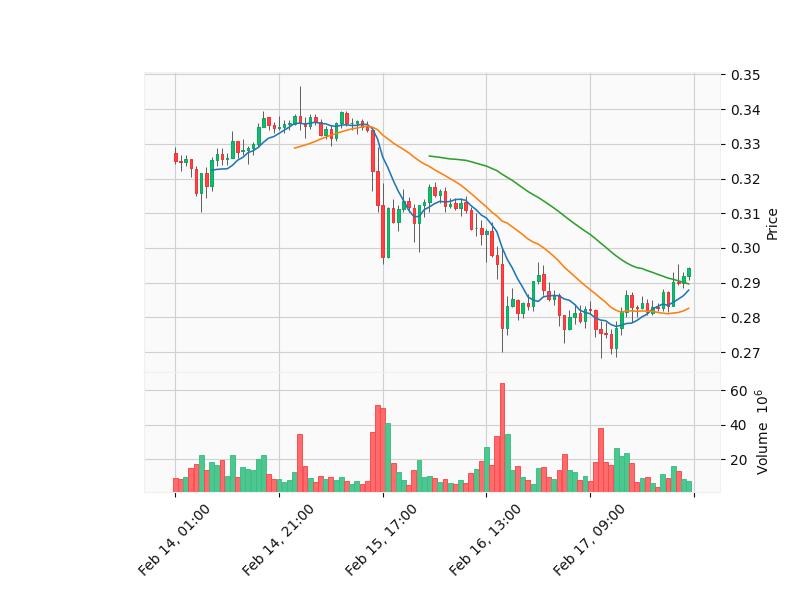 0.35
0.34
0.33
0.32
0.31
0.30
0.29
0.28
0.27
Price
60
40
20
Volume 10⁶
Feb 14, 01:00
Feb 14, 21:00
Feb 15, 17:00
Feb 16, 13:00
Feb 17, 09:00